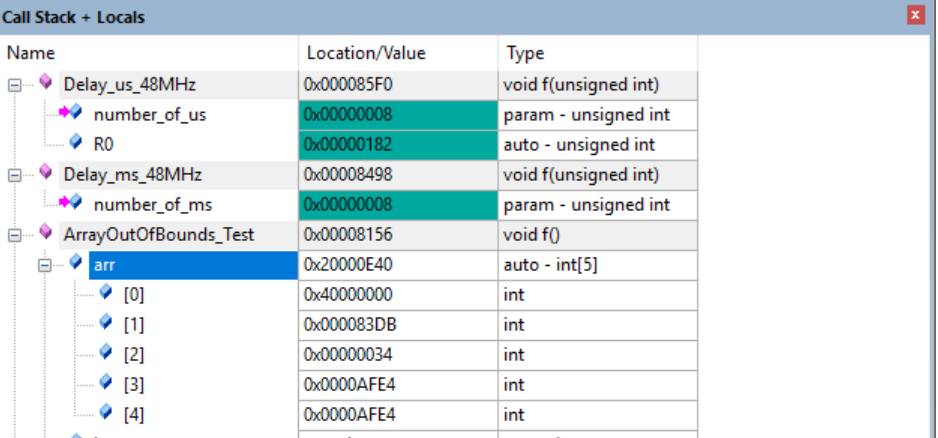 Call Stack + Locals
Name Location/Value Type
Delay_us_48MHz 0x000085F0 void f(unsigned int)
number_of_us 0x00000008 param - unsigned int
R0 0x00000182 auto - unsigned int
Delay_ms_48MHz 0x00008498 void f(unsigned int)
number_of_ms 0x00000008 param - unsigned int
ArrayOutOfBounds_Test 0x00008156 void f()
arr 0x20000E40 auto - int[5]
[0] 0x40000000 int
[1] 0x000083DB int
[2] 0x00000034 int
[3] 0x0000AFE4 int
[4] 0x0000AFE4 int